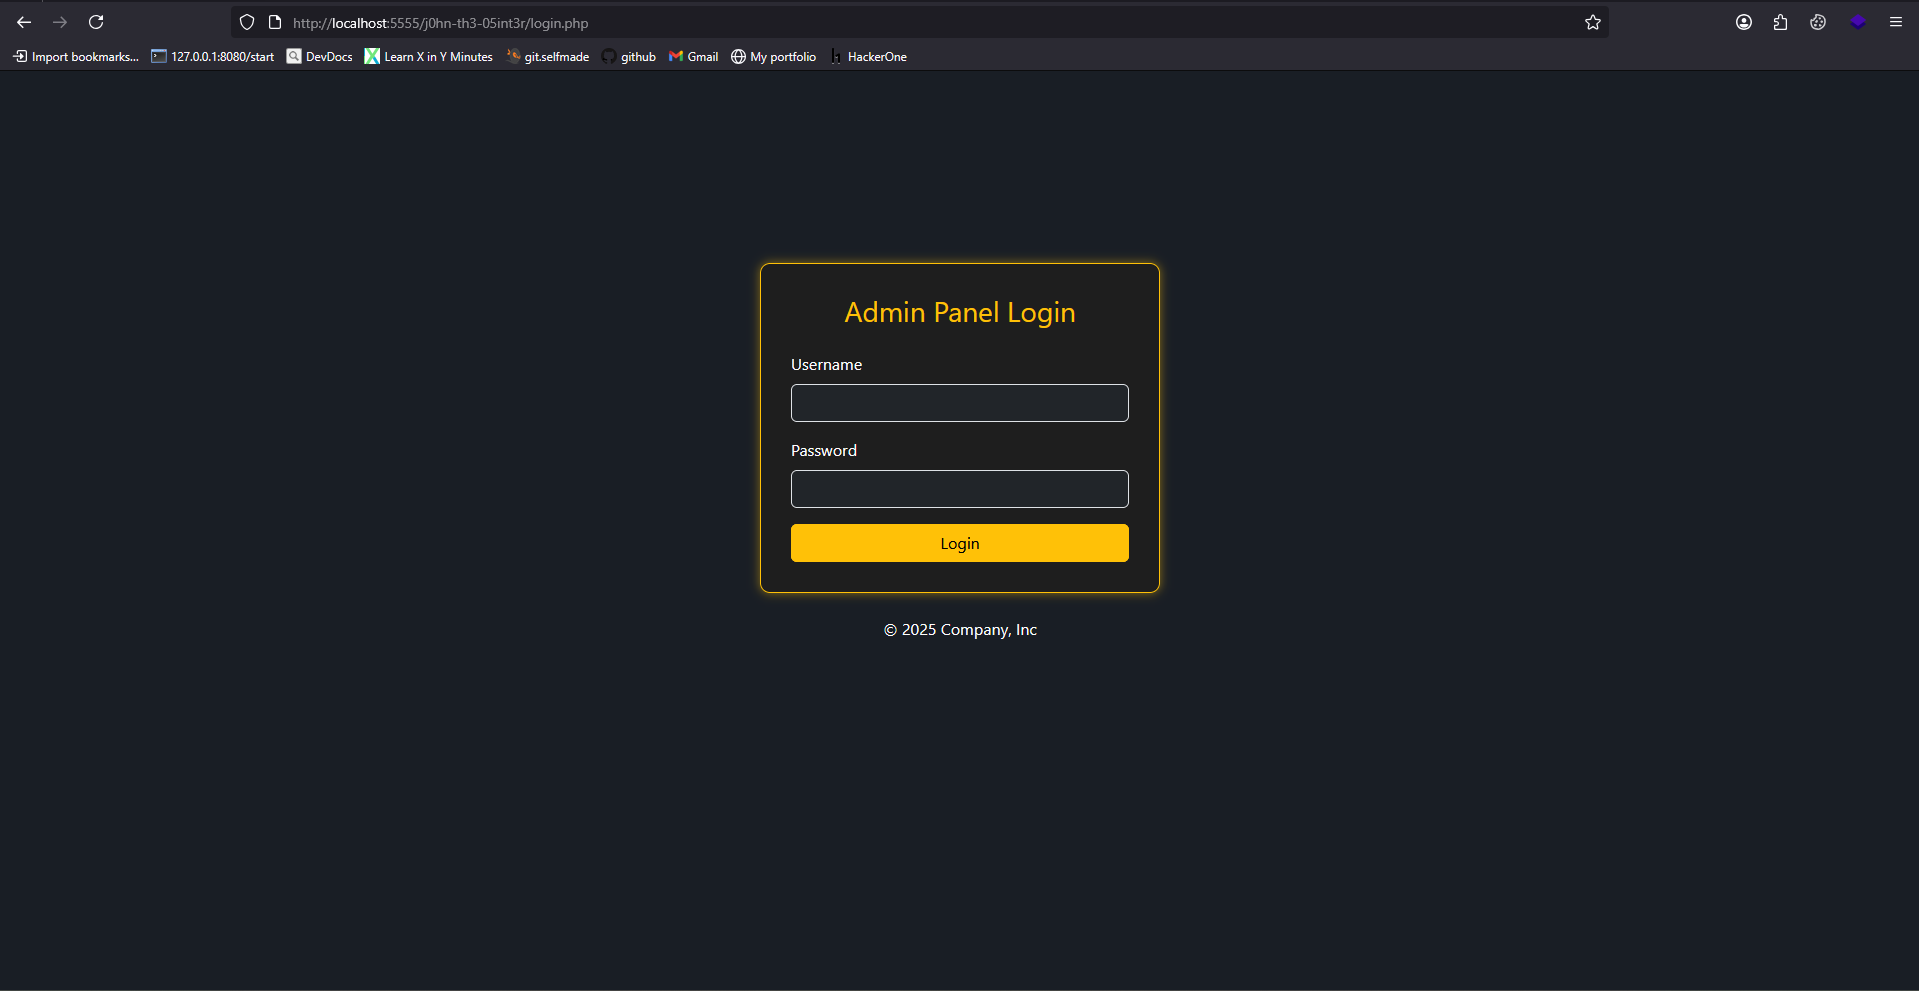 http://localhost:5555/j0hn-th3-05int3r/login.php
Import bookmarks... 127.0.0.1:8080/start DevDocs Learn X in Y Minutes git.selfmade github Gmail My portfolio HackerOne
Admin Panel Login
Username
Password
Login
© 2025 Company, Inc